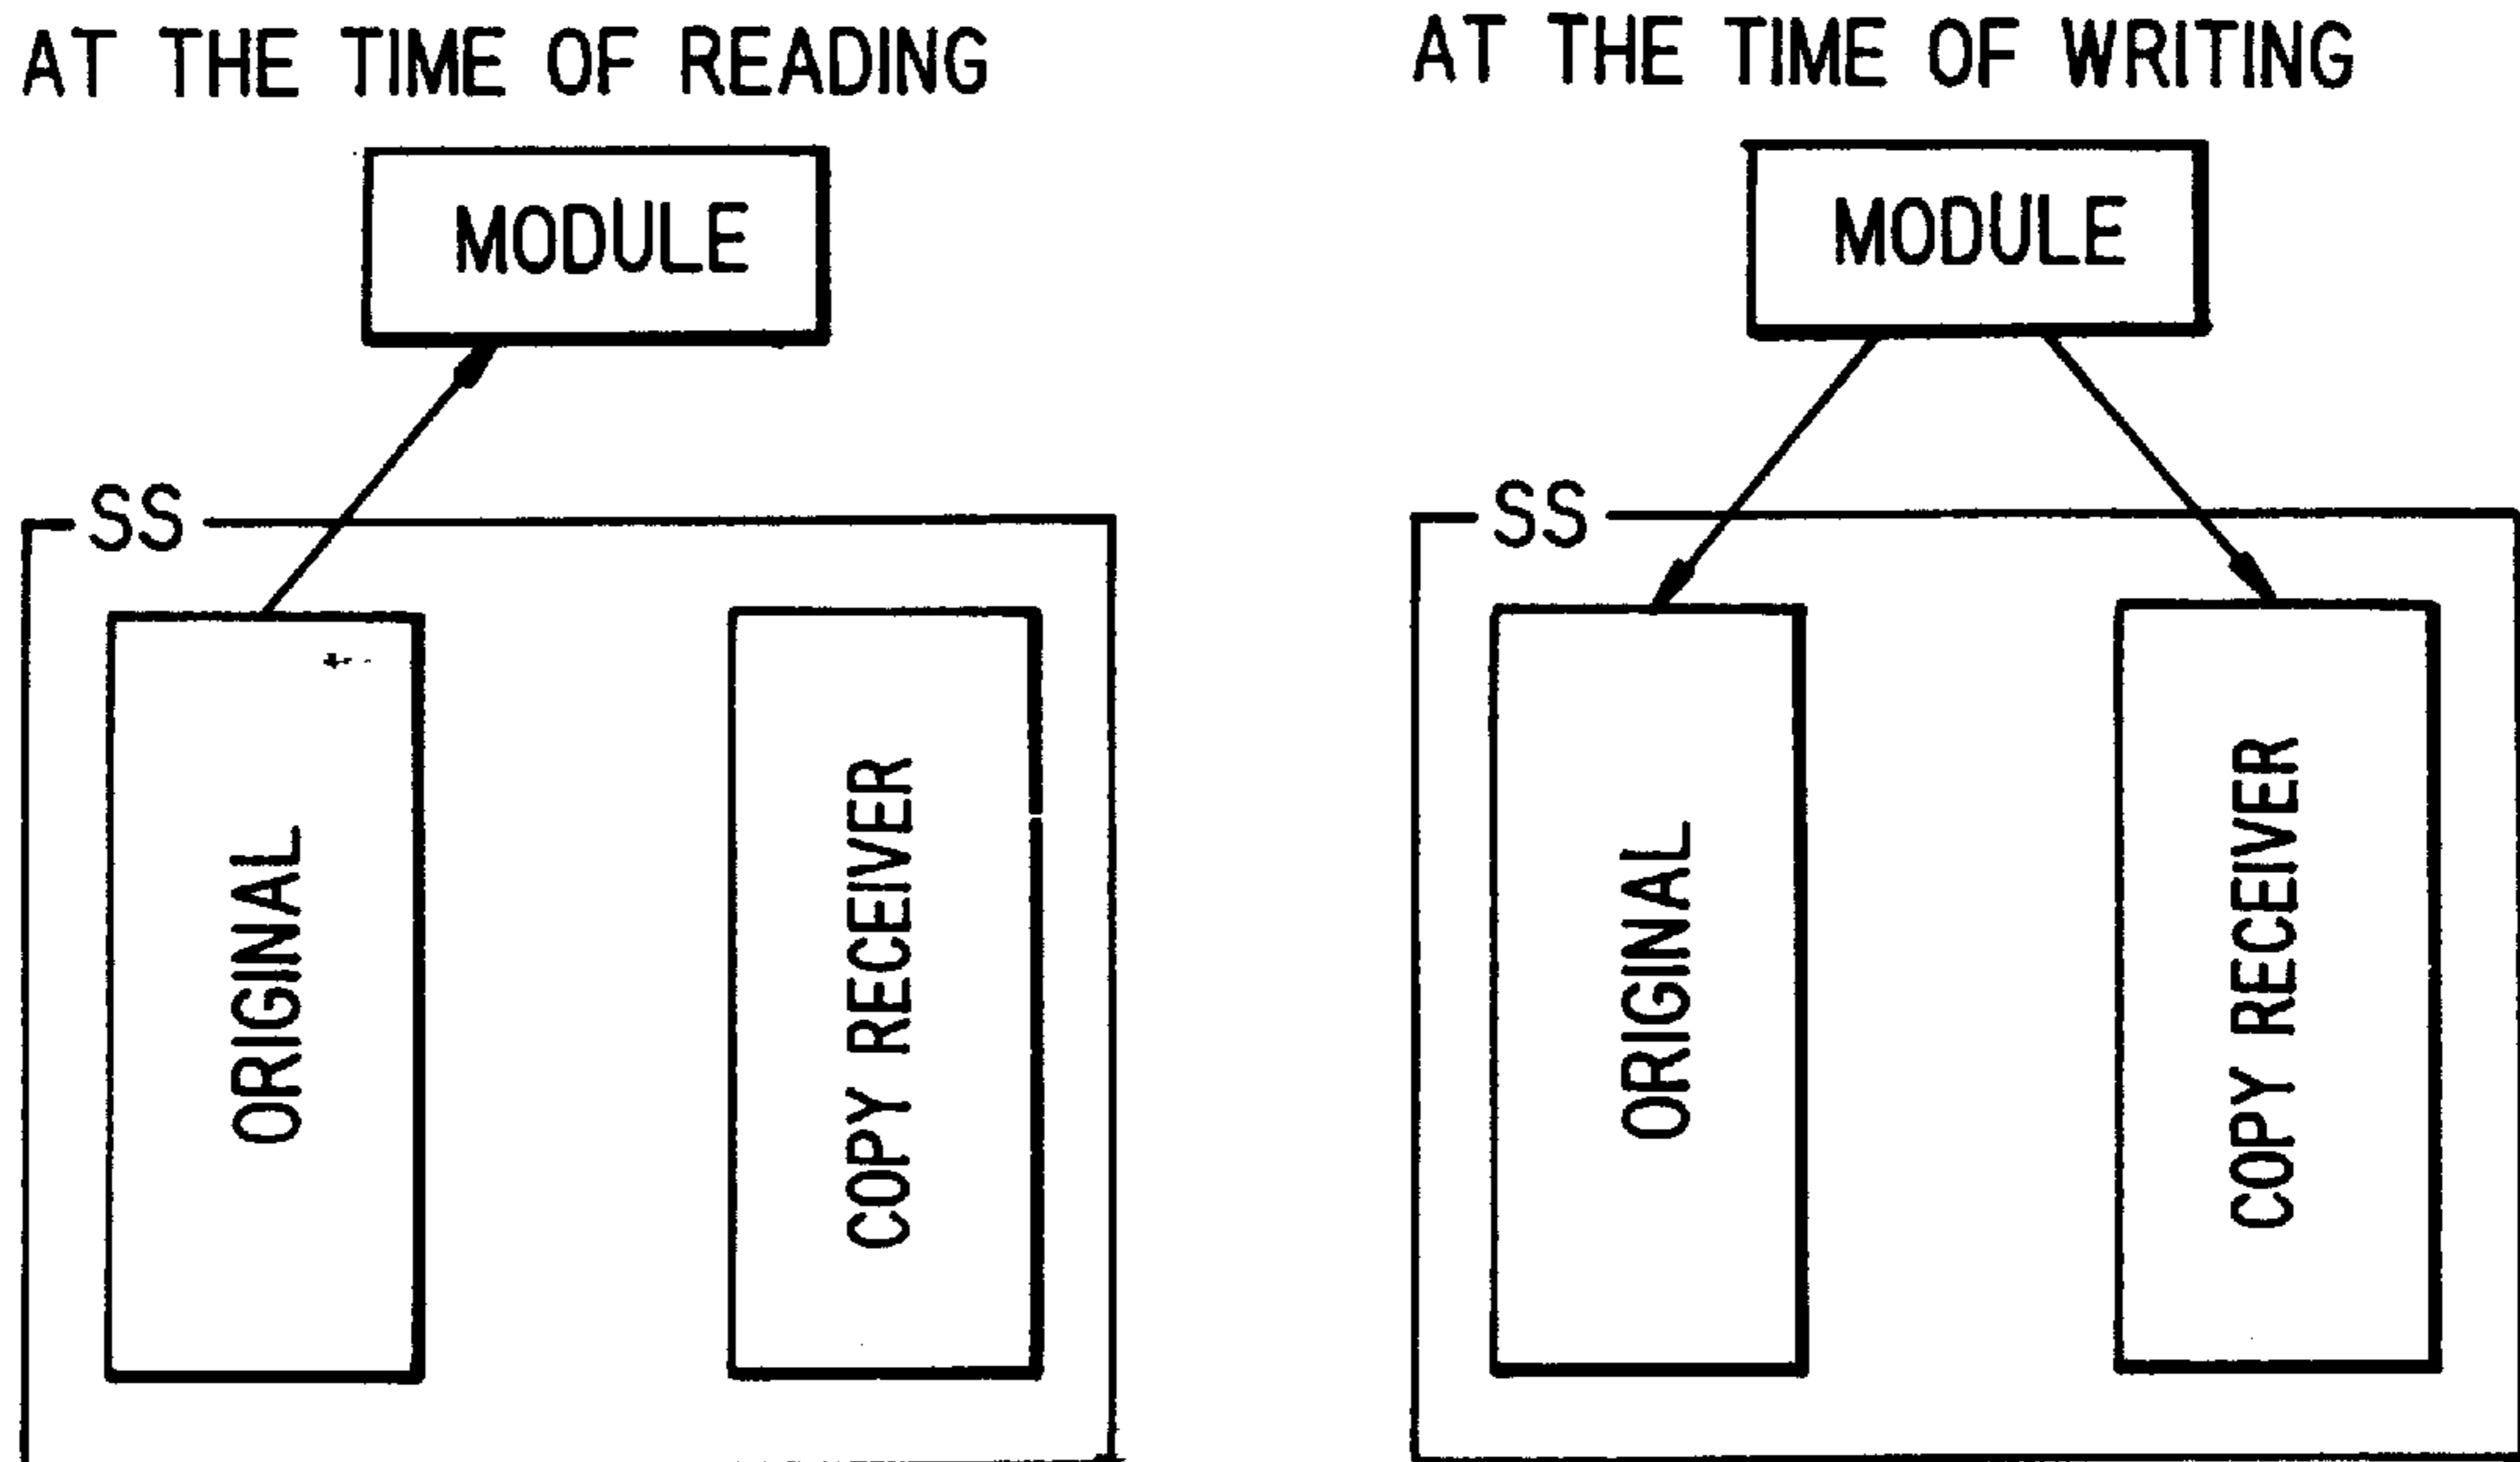 AT THE TIME OF READING
MODULE
SS
ORIGINAL
COPY RECEIVER
AT THE TIME OF WRITING
MODULE
SS
ORIGINAL
COPY RECEIVER